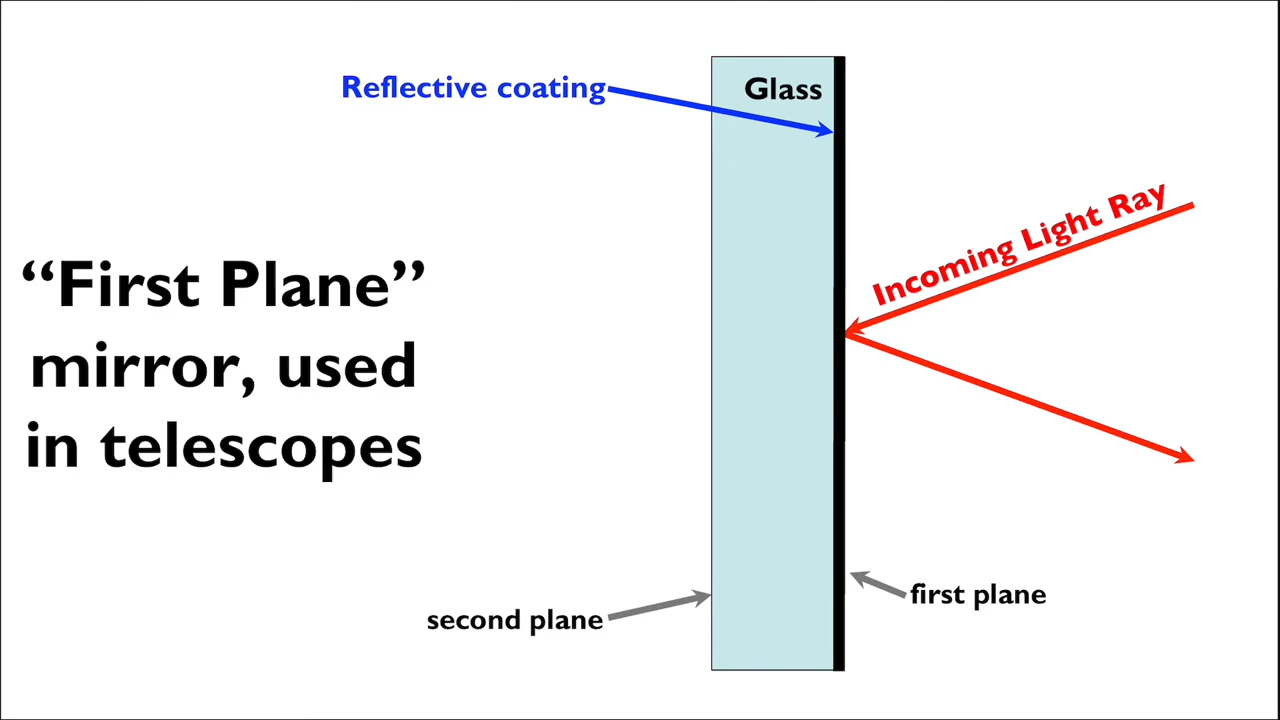 Reflective coating
Glass
Incoming Light Ray
“First Plane”
mirror, used
in telescopes
first plane
second plane